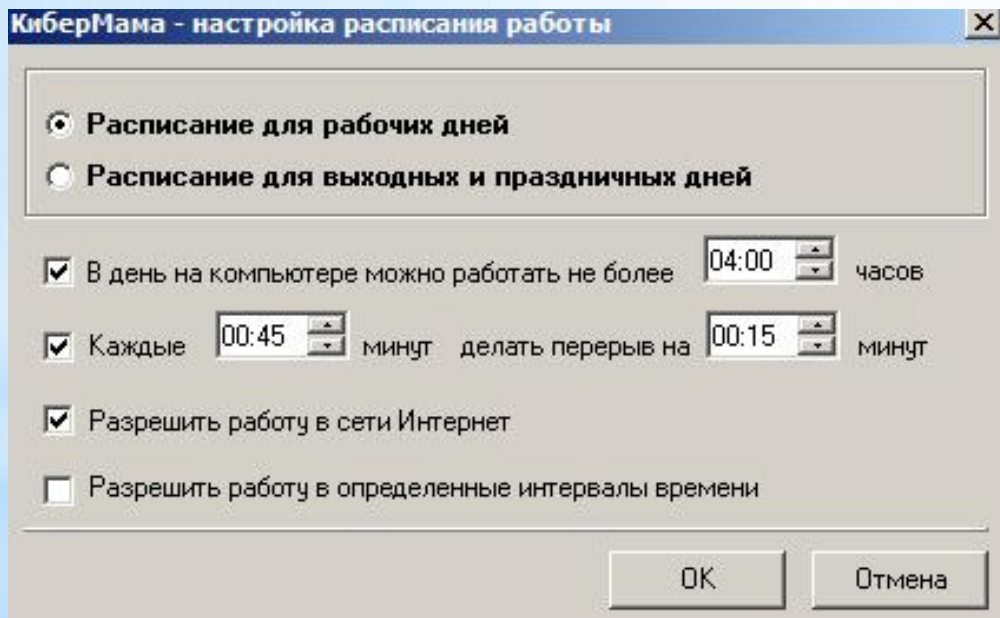 КиберМама - настройка расписания работы
Расписание для рабочих дней
Расписание для выходных и праздничных дней
В день на компьютере можно работать не более 04:00 часов
Каждые 00:45 минут делать перерыв на 00:15 минут
Разрешить работу в сети Интернет
Разрешить работу в определенные интервалы времени
OK Отмена